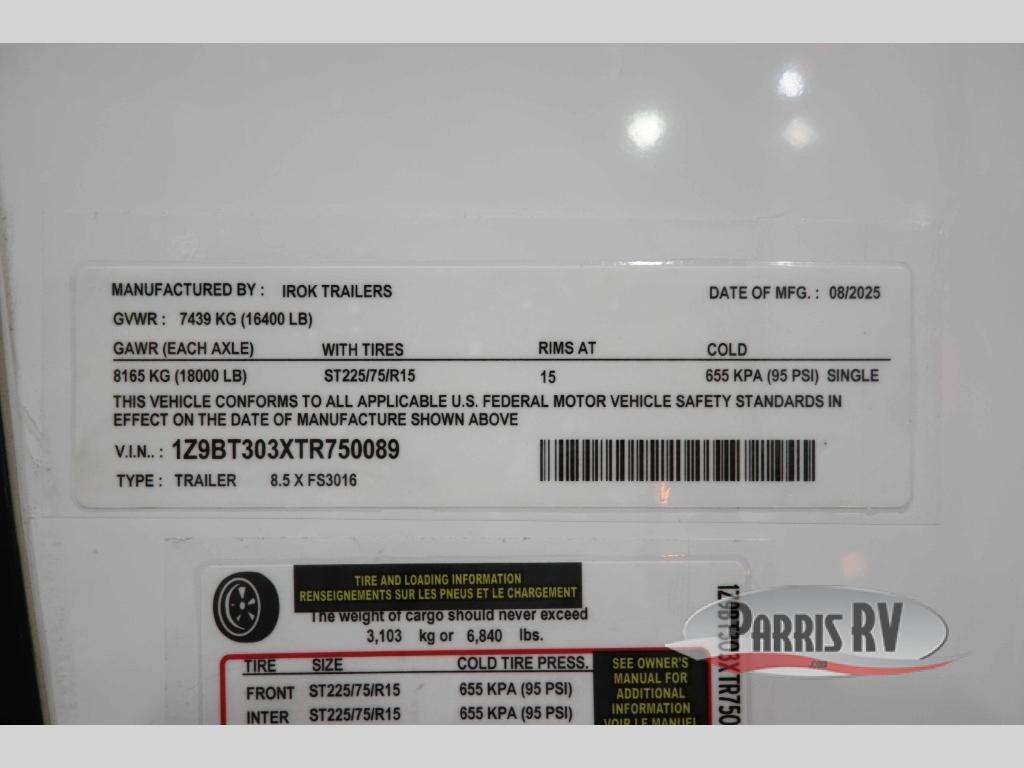 MANUFACTURED BY : IROK TRAILERS DATE OF MFG. : 08/2025
GVWR : 7439 KG (16400 LB)
GAWR (EACH AXLE) WITH TIRES RIMS AT COLD
8165 KG (18000 LB) ST225/75/R15 15 655 KPA (95 PSI) SINGLE
THIS VEHICLE CONFORMS TO ALL APPLICABLE U.S. FEDERAL MOTOR VEHICLE SAFETY STANDARDS IN
EFFECT ON THE DATE OF MANUFACTURE SHOWN ABOVE
V.I.N.. : 1Z9BT303XTR750089
TYPE : TRAILER 8.5 X FS3016
TIRE AND LOADING INFORMATION
RENSEIGNEMENTS SUR LES PNEUS ET LE CHARGEMENT
The weight of cargo should never exceed
3,103 kg or 6,840 lbs.
TIRE SIZE COLD TIRE PRESS.
FRONT ST225/75/R15 655 KPA (95 PSI)
INTER ST225/75/R15 655 KPA (95 PSI)
SEE OWNER'S
MANUAL FOR
ADDITIONAL
INFORMATION
VOIR LE MANUEL
1Z9BT303XTR750
PARRIS RV
.com